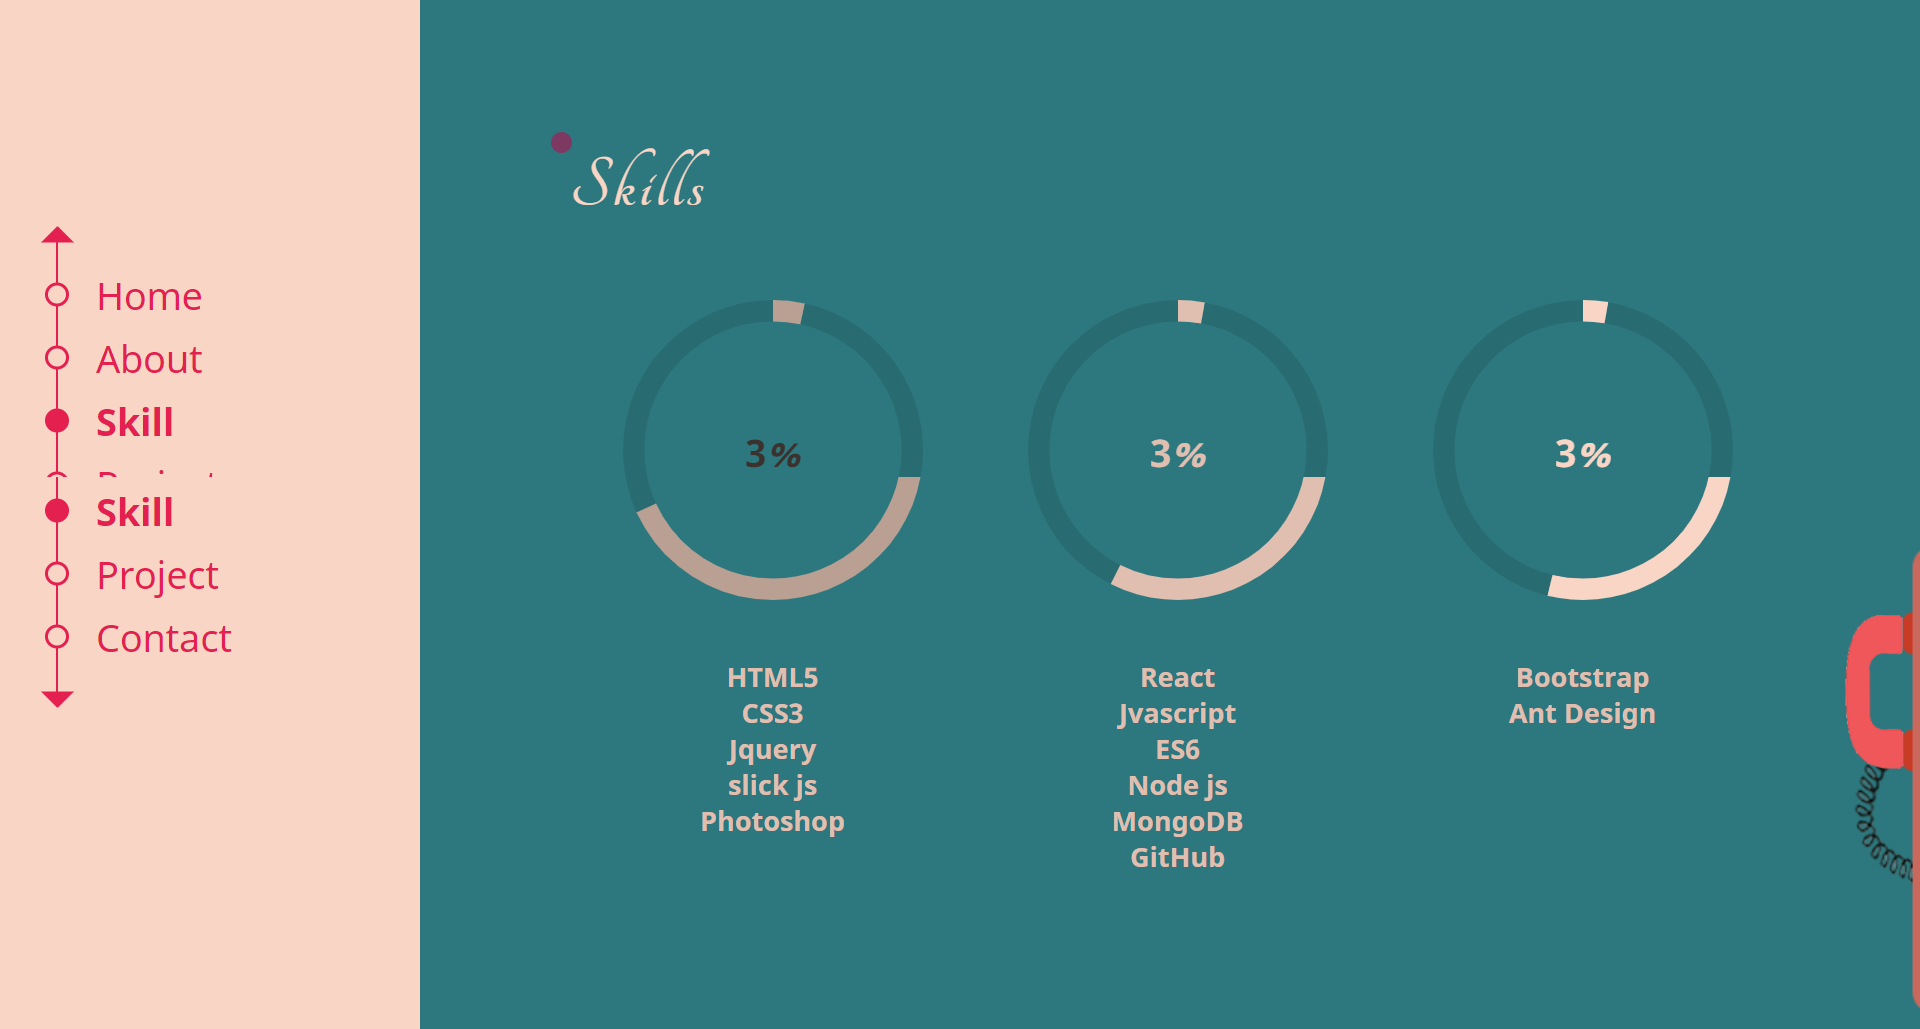 Home
About
Skill
Project
Skill
Project
Contact
Skills
3%
3%
3%
HTML5
CSS3
Jquery
slick js
Photoshop
React
Jvascript
ES6
Node js
MongoDB
GitHub
Bootstrap
Ant Design